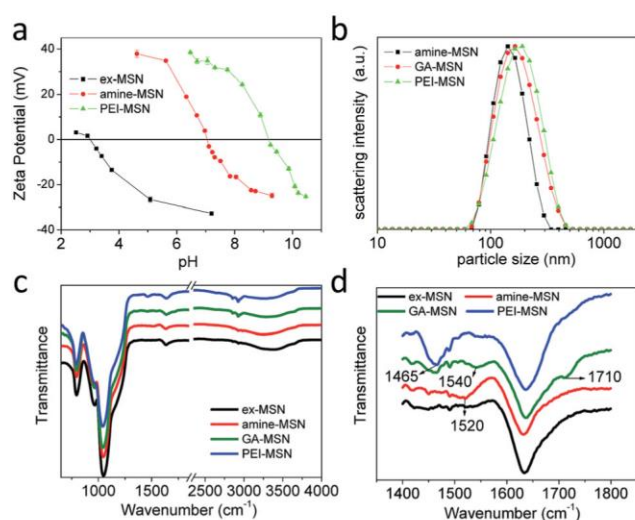 a
40
20
0
-20
-40
2
4
6
8
10
Zeta Potential (mV)
pH
ex-MSN
amine-MSN
PEI-MSN
b
scattering intensity (a.u.)
10
100
1000
particle size (nm)
amine-MSN
GA-MSN
PEI-MSN
c
Transmittance
1000
1500
2500
3000
3500
4000
Wavenumber (cm-1)
ex-MSN
amine-MSN
GA-MSN
PEI-MSN
d
Transmittance
ex-MSN
amine-MSN
GA-MSN
PEI-MSN
1465
1540
1710
1520
1400
1500
1600
1700
1800
Wavenumber (cm-1)